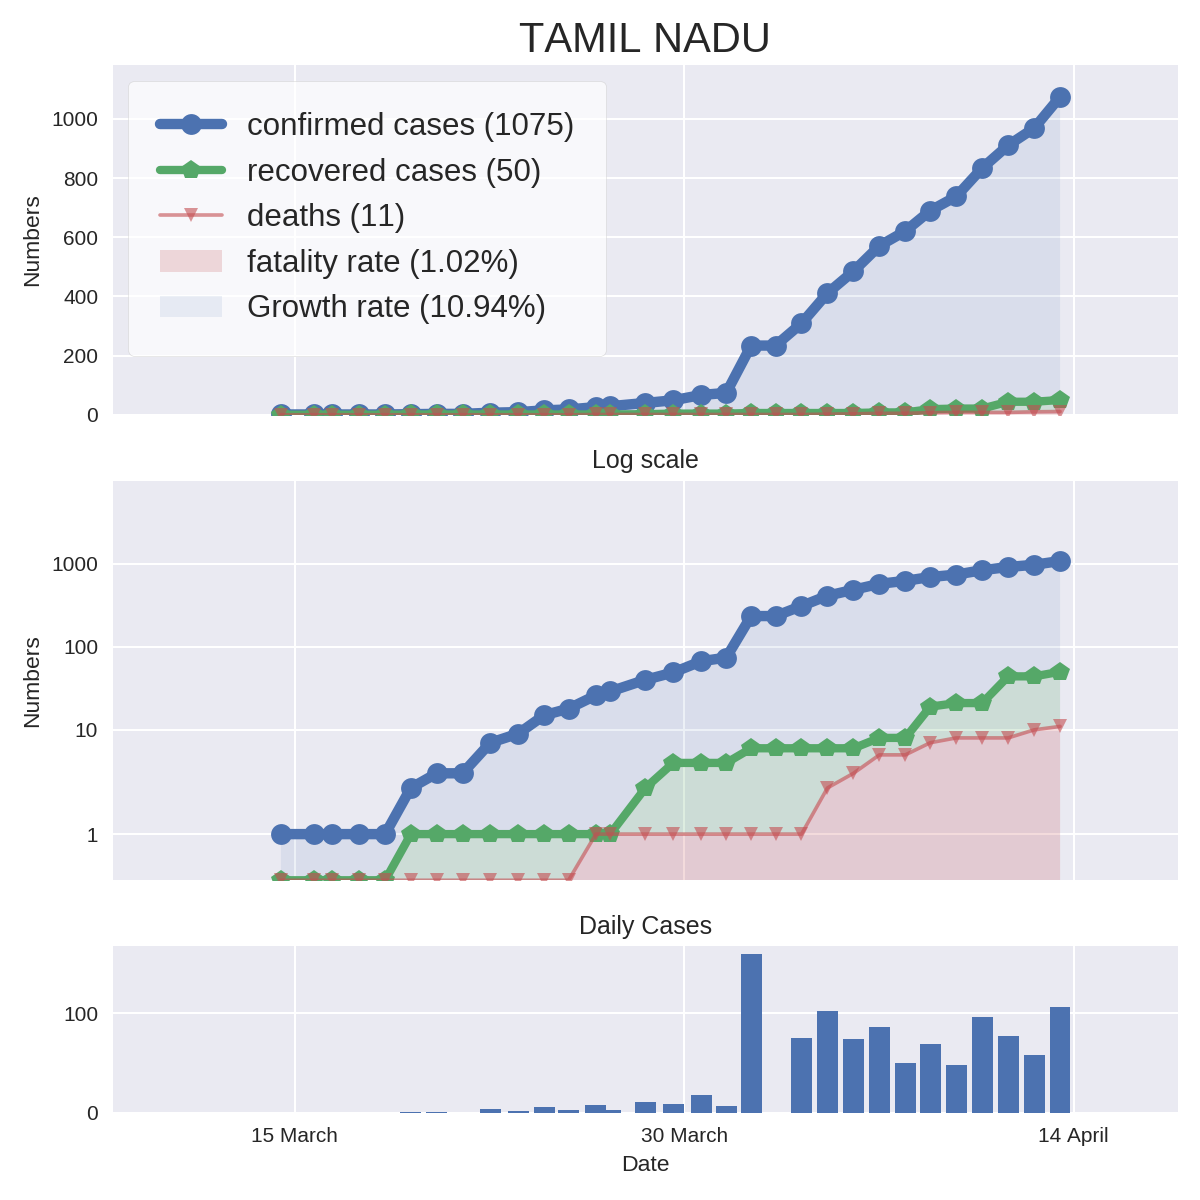 TAMIL NADU
confirmed cases (1075)
recovered cases (50)
deaths (11)
fatality rate (1.02%)
Growth rate (10.94%)
1000
800
600
400
200
0
Numbers
Log scale
1000
100
10
1
Numbers
Daily Cases
100
0
15 March
30 March
14 April
Date